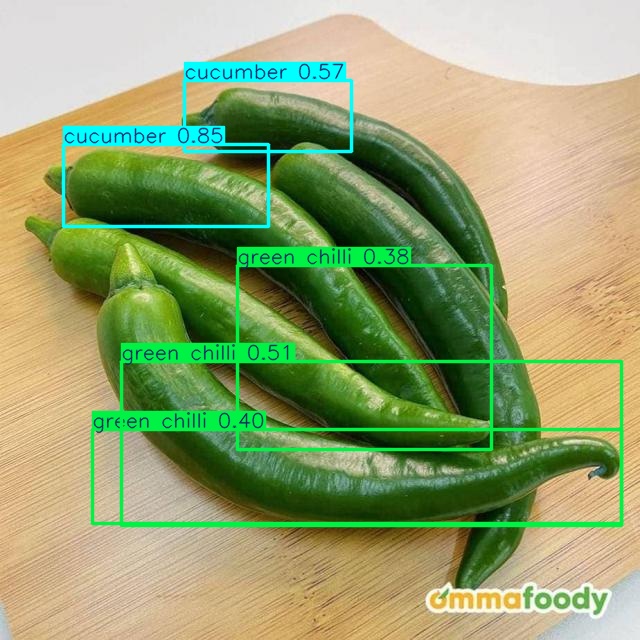 cucumber 0.57
cucumber 0.85
green chilli 0.38
green chilli 0.51
green chilli 0.40
ommafoody